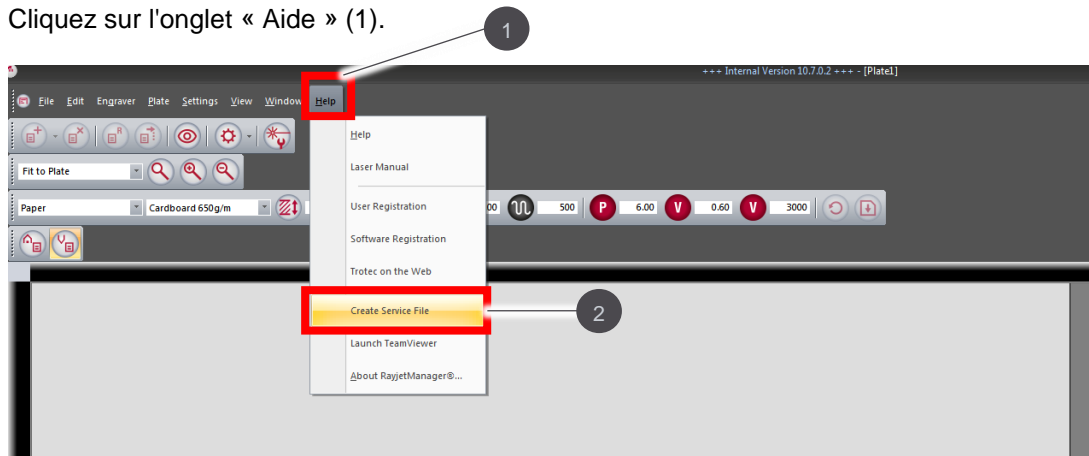 Cliquez sur l'onglet « Aide » (1).
1
+++ Internal Version 10.7.0.2 +++ - [Plate1]
File Edit Engraver Plate Settings View Window Help
Help
Fit to Plate
Laser Manual
Paper Cardboard 650g/m User Registration 00 500 P 6.00 V 0.60 V 3000
Software Registration
Trotec on the Web
Create Service File 2
Launch TeamViewer
About RayjetManager®...